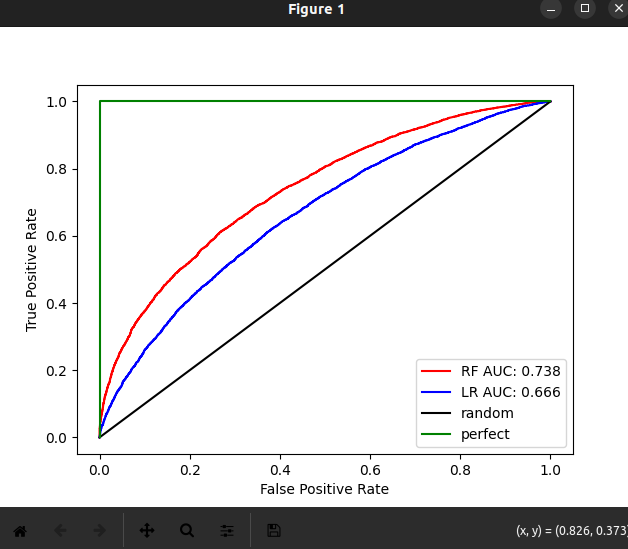 Figure 1
1.0
0.8
0.6
0.4
0.2
0.0
True Positive Rate
RF AUC: 0.738
LR AUC: 0.666
random
perfect
0.0 0.2 0.4 0.6 0.8 1.0
False Positive Rate
(x, y) = (0.826, 0.373)